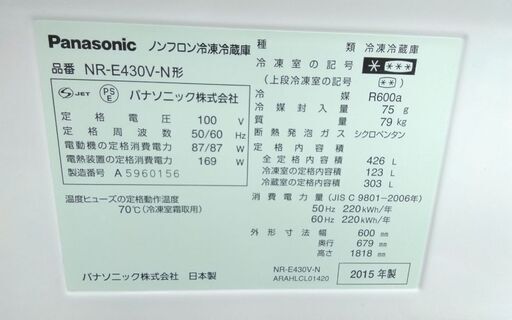 Panasonic ノンフロン冷凍冷蔵庫
品番 NR-E430V-N形
S JET PS E パナソニック株式会社
定格電圧 100 V
定格周波数 50/60 Hz
電動機の定格消費電力 87/87 W
電熱装置の定格消費電力 169 W
製造番号 A 5960156
温度ヒューズの定格動作温度
70℃(冷凍室霜取用)
パナソニック株式会社 日本製
種類 冷凍冷蔵庫
冷凍室の記号 * ***
(上段冷凍室の記号 **)
冷媒 R600a
冷媒封入量 75 g
質量 79 kg
断熱発泡ガス シクロペンタン
定格内容積
全定格内容積 426 L
冷凍室の定格内容積 123 L
冷蔵室の定格内容積 303 L
消費電力量 (JIS C 9801-2006年)
50Hz 220kWh/年
60Hz 220kWh/年
外形寸法 幅 600 mm
奥行 679 mm
高さ 1818 mm
NR-E430V-N
ARAHLCL01420
2015 年製